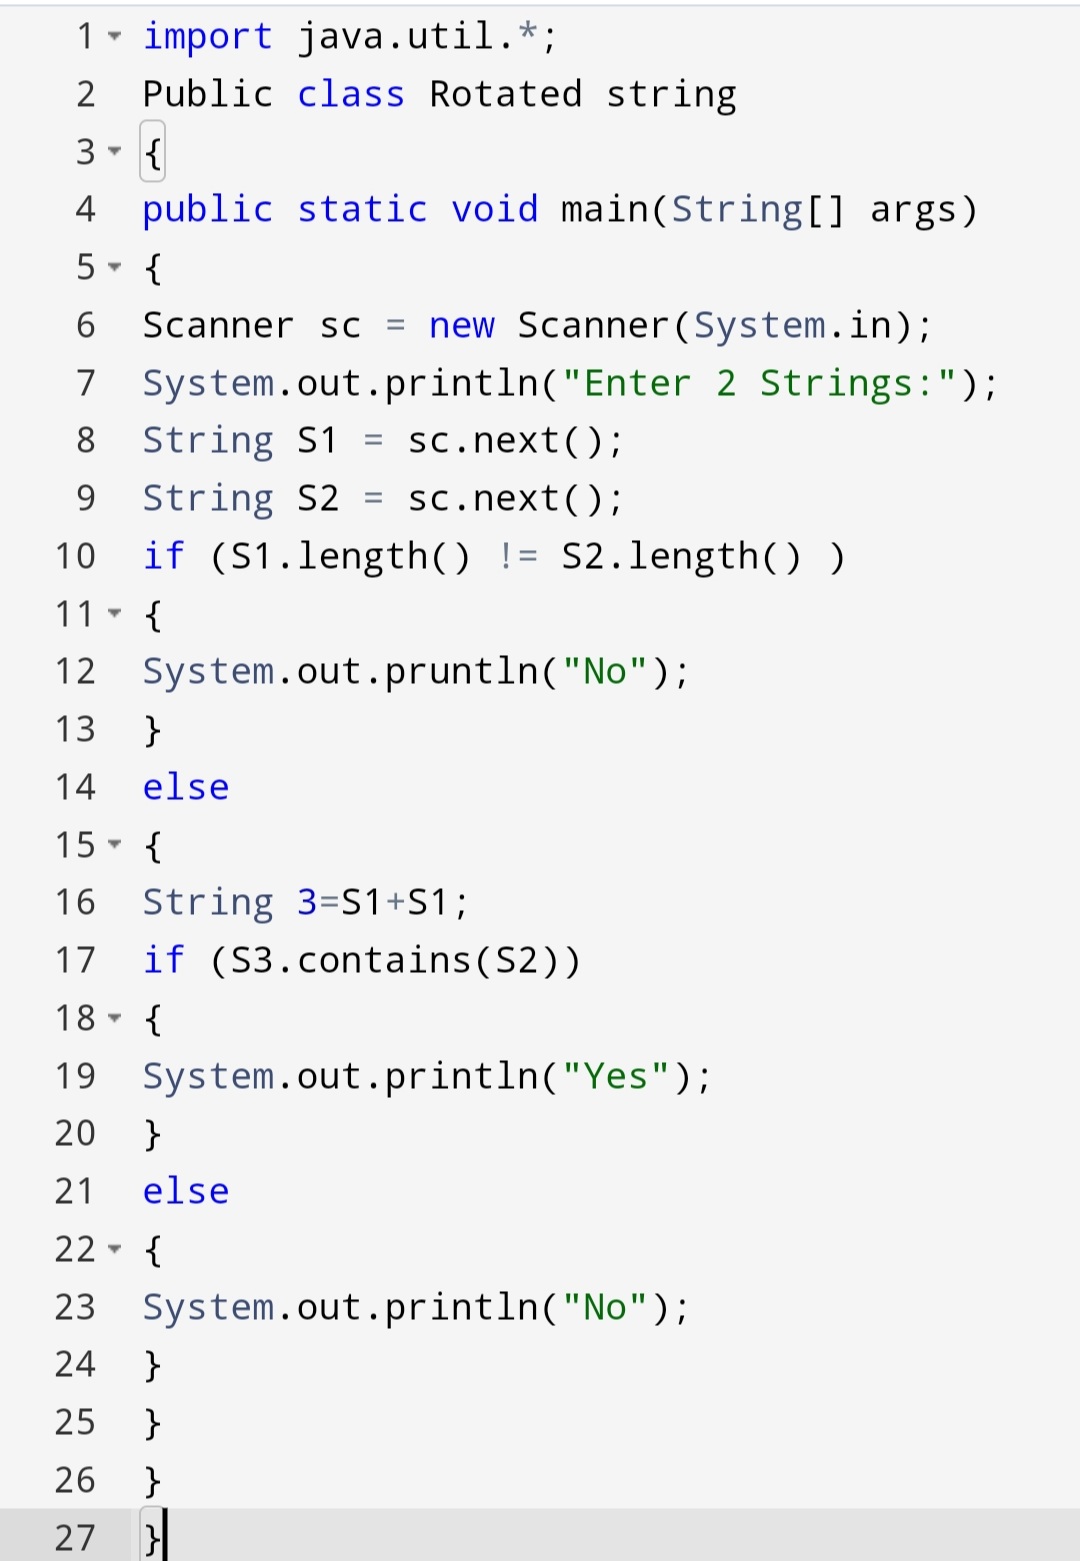 1 import java.util.*;
2 Public class Rotated string
3 {
4 public static void main(String[] args)
5 {
6 Scanner sc = new Scanner(System.in);
7 System.out.println("Enter 2 Strings:");
8 String S1 = sc.next();
9 String S2 = sc.next();
10 if (S1.length() != S2.length() )
11 {
12 System.out.pruntln("No");
13 }
14 else
15 {
16 String 3=S1+S1;
17 if (S3.contains(S2))
18 {
19 System.out.println("Yes");
20 }
21 else
22 {
23 System.out.println("No");
24 }
25 }
26 }
27 }